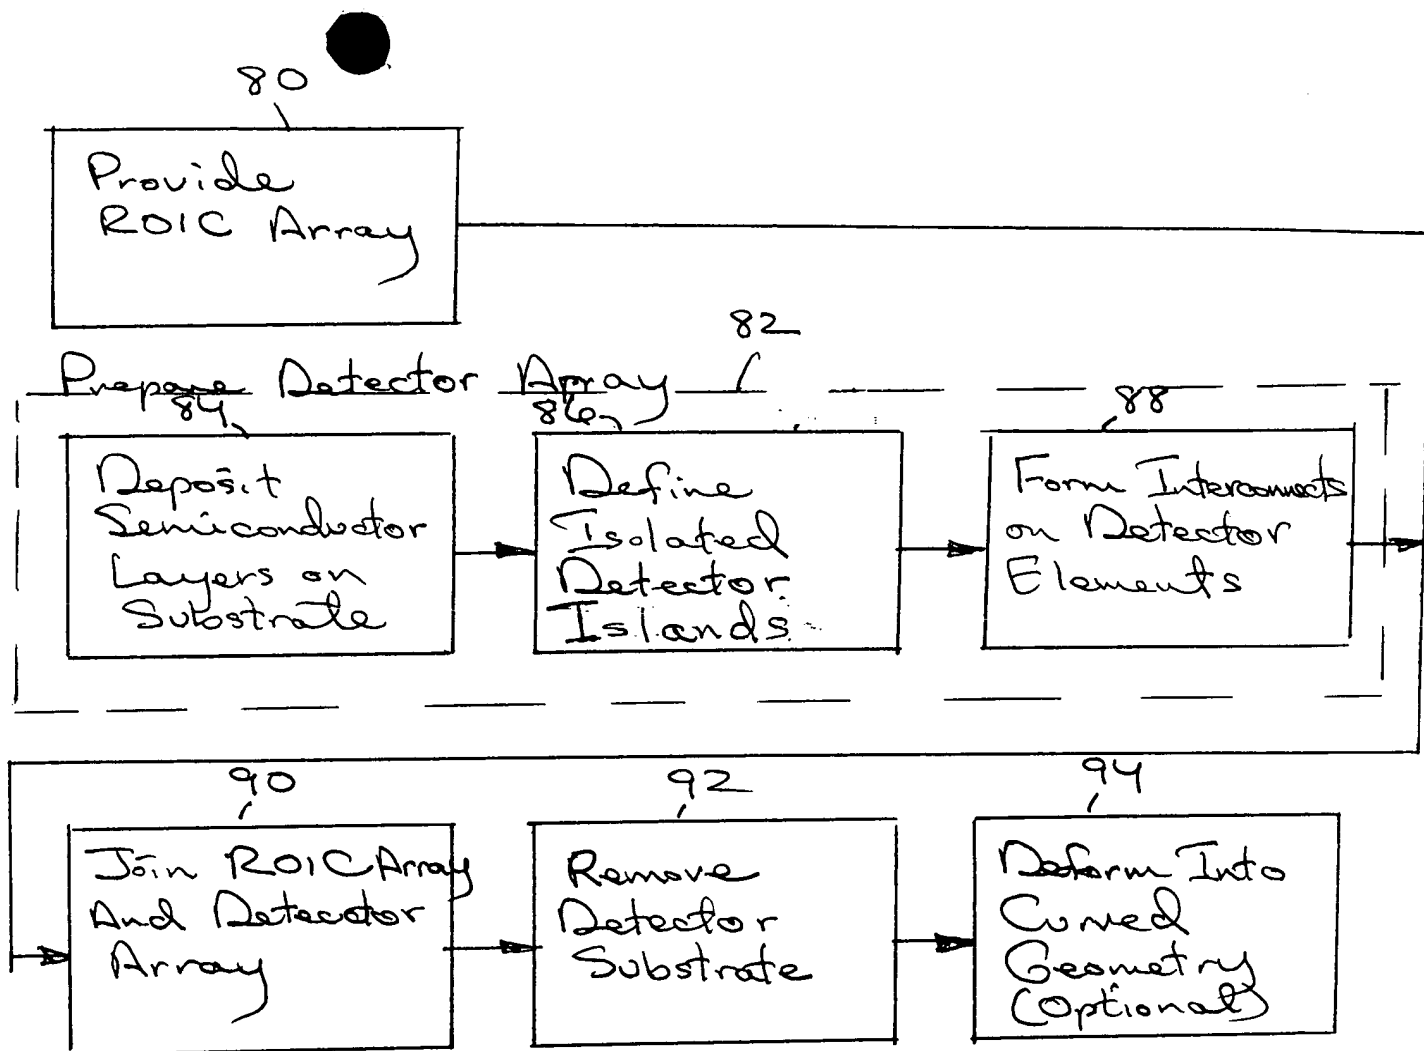 80
Provide
ROIC Array
82
Prepare Detector Array
84
Deposit
Semiconductor
Layers on
Substrate
86
Define
Isolated
Detector
Islands
88
Form Interconnects
on Detector
Elements
90
Join ROIC Array
And Detecotor
Array
92
Remove
Detector
Substrate
94
Deform Into
Curved
Geometry
(Optional)